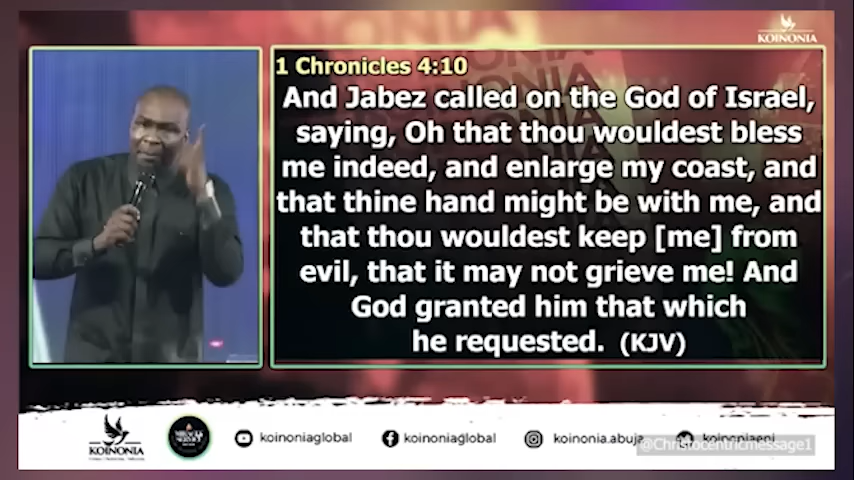 KOINONIA
1 Chronicles 4:10
And Jabez called on the God of Israel,
saying, Oh that thou wouldest bless
me indeed, and enlarge my coast, and
that thine hand might be with me, and
that thou wouldest keep [me] from
evil, that it may not grieve me! And
God granted him that which
he requested. (KJV)
KOINONIA
MIRACLE
SERVICE
koinoniaglobal
koinoniaglobal
koinonia.abuja
@Christocentricmessage1